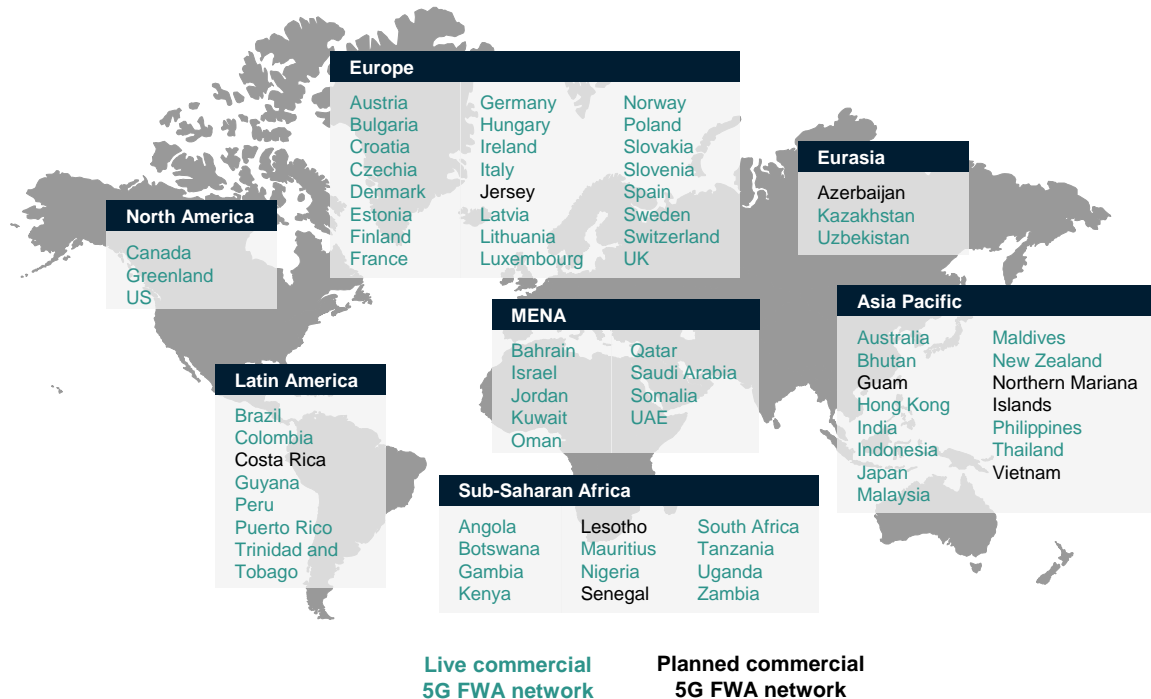 Europe
Austria
Bulgaria
Croatia
Czechia
Denmark
Estonia
Finland
France
Germany
Hungary
Ireland
Italy
Jersey
Latvia
Lithuania
Luxembourg
Norway
Poland
Slovakia
Slovenia
Spain
Sweden
Switzerland
UK
Eurasia
Azerbaijan
Kazakhstan
Uzbekistan
North America
Canada
Greenland
US
MENA
Bahrain
Israel
Jordan
Kuwait
Oman
Qatar
Saudi Arabia
Somalia
UAE
Asia Pacific
Australia
Bhutan
Guam
Hong Kong
India
Indonesia
Japan
Malaysia
Maldives
New Zealand
Northern Mariana
Islands
Philippines
Thailand
Vietnam
Latin America
Brazil
Colombia
Costa Rica
Guyana
Peru
Puerto Rico
Trinidad and
Tobago
Sub-Saharan Africa
Angola
Botswana
Gambia
Kenya
Lesotho
Mauritius
Nigeria
Senegal
South Africa
Tanzania
Uganda
Zambia
Live commercial
5G FWA network
Planned commercial
5G FWA network